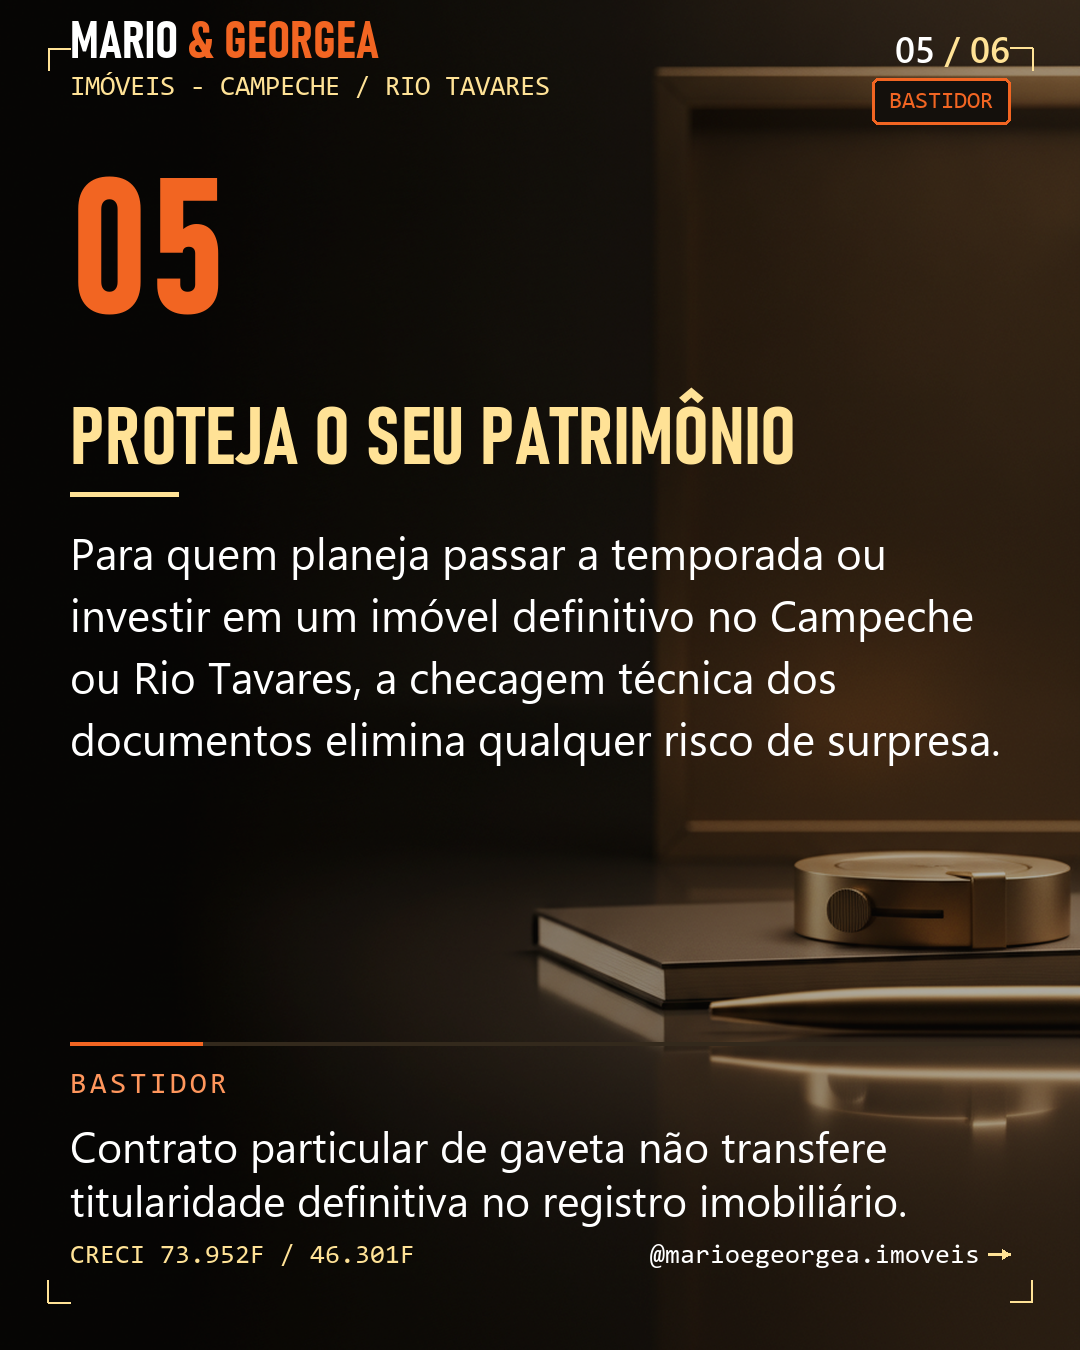 MARIO & GEORGEA
IMÓVEIS - CAMPECHE / RIO TAVARES
05 / 06
BASTIDOR
05
PROTEJA O SEU PATRIMÔNIO
Para quem planeja passar a temporada ou
investir em um imóvel definitivo no Campeche
ou Rio Tavares, a checagem técnica dos
documentos elimina qualquer risco de surpresa.
BASTIDOR
Contrato particular de gaveta não transfere
titularidade definitiva no registro imobiliário.
CRECI 73.952F / 46.301F
@marioegeorgea.imoveis →